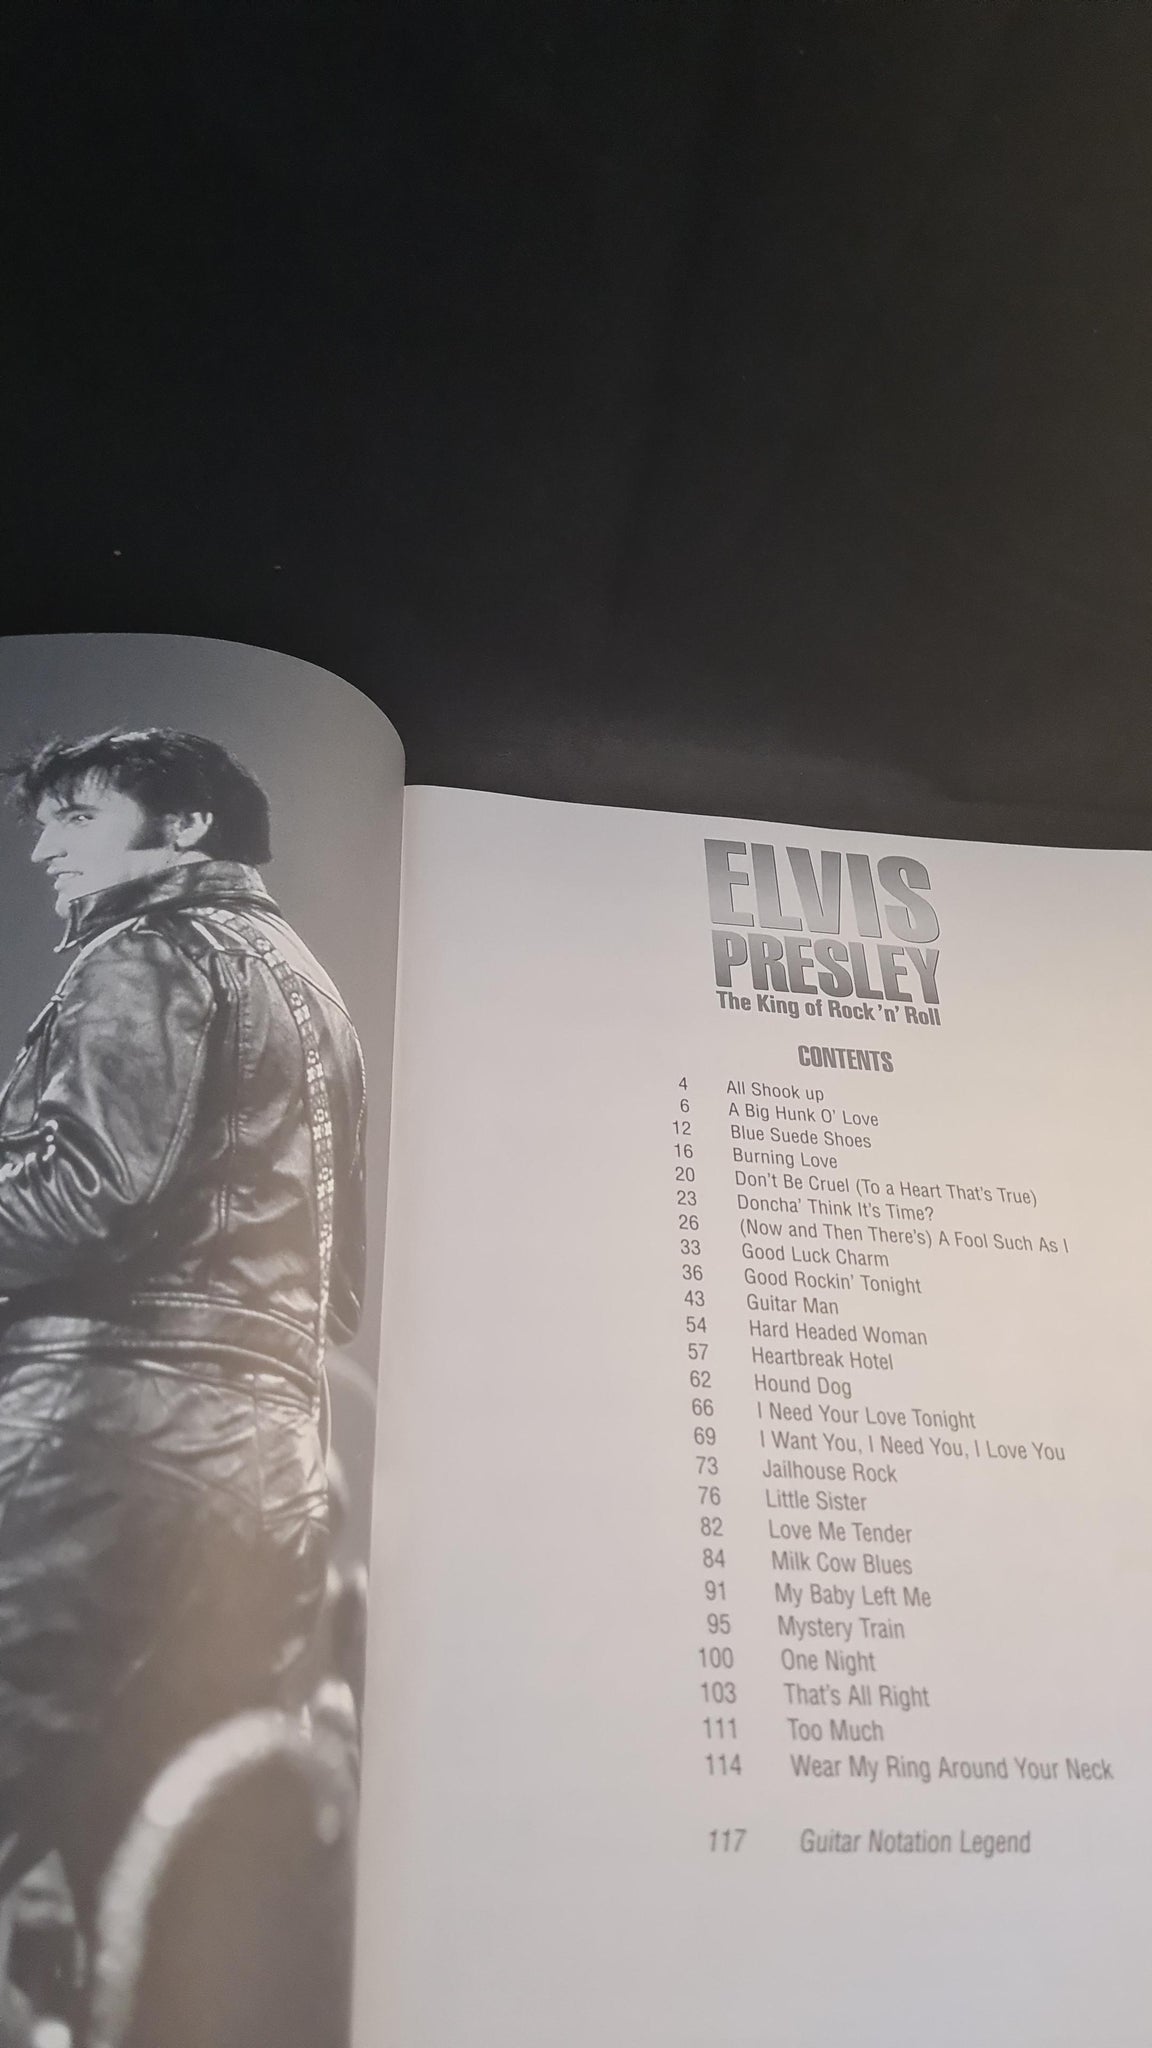 ELVIS
PRESLEY
The King of Rock 'n' Roll
CONTENTS
4 All Shook up
6 A Big Hunk O' Love
12 Blue Suede Shoes
16 Burning Love
20 Don't Be Cruel (To a Heart That's True)
23 Doncha' Think It's Time?
26 (Now and Then There's) A Fool Such As I
33 Good Luck Charm
36 Good Rockin' Tonight
43 Guitar Man
54 Hard Headed Woman
57 Heartbreak Hotel
62 Hound Dog
66 I Need Your Love Tonight
69 I Want You, I Need You, I Love You
73 Jailhouse Rock
76 Little Sister
82 Love Me Tender
84 Milk Cow Blues
91 My Baby Left Me
95 Mystery Train
100 One Night
103 That's All Right
111 Too Much
114 Wear My Ring Around Your Neck
117 Guitar Notation Legend